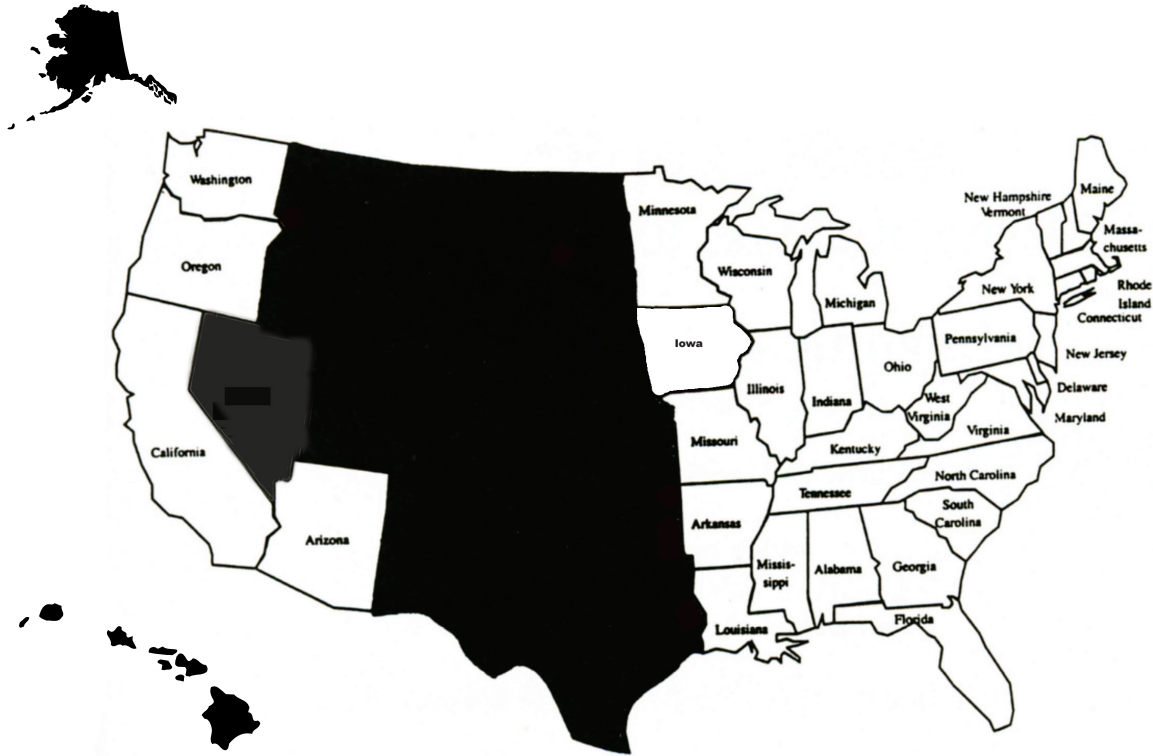 Washington
Oregon
California
Arizona
Minnesota
Iowa
Missouri
Arkansas
Louisiana
Wisconsin
Michigan
Illinois
Indiana
Ohio
Kentucky
Tennessee
Missis-
sippi
Alabama
Georgia
Florida
South
Carolina
North Carolina
Virginia
West
Virginia
Pennsylvania
New York
New Hampshire
Vermont
Maine
Massa-
chusetts
Rhode
Island
Connecticut
New Jersey
Delaware
Maryland